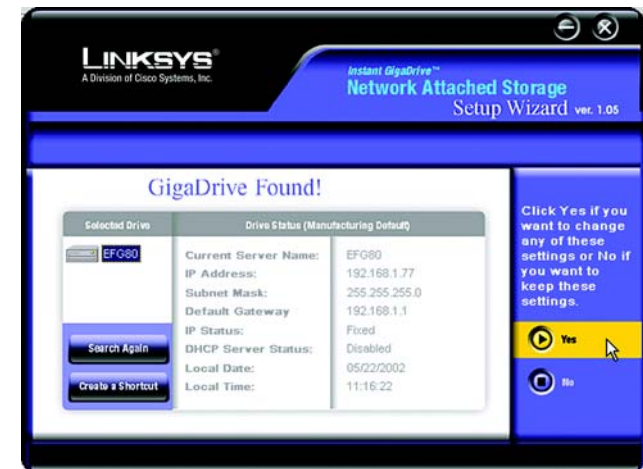 LINKSYS®
A Division of Cisco Systems, Inc.
Instant GigaDrive™
Network Attached Storage
Setup Wizard ver. 1.05
GigaDrive Found!
Selected Drive
Drive Status (Manufacturing Default)
EFG80
Current Server Name: EFG80
IP Address: 192.168.1.77
Subnet Mask: 255.255.255.0
Default Gateway 192.168.1.1
IP Status: Fixed
DHCP Server Status: Disabled
Local Date: 05/22/2002
Local Time: 11:16:22
Search Again
Create a Shortcut
Click Yes if you
want to change
any of these
settings or No if
you want to
keep these
settings.
Yes
No